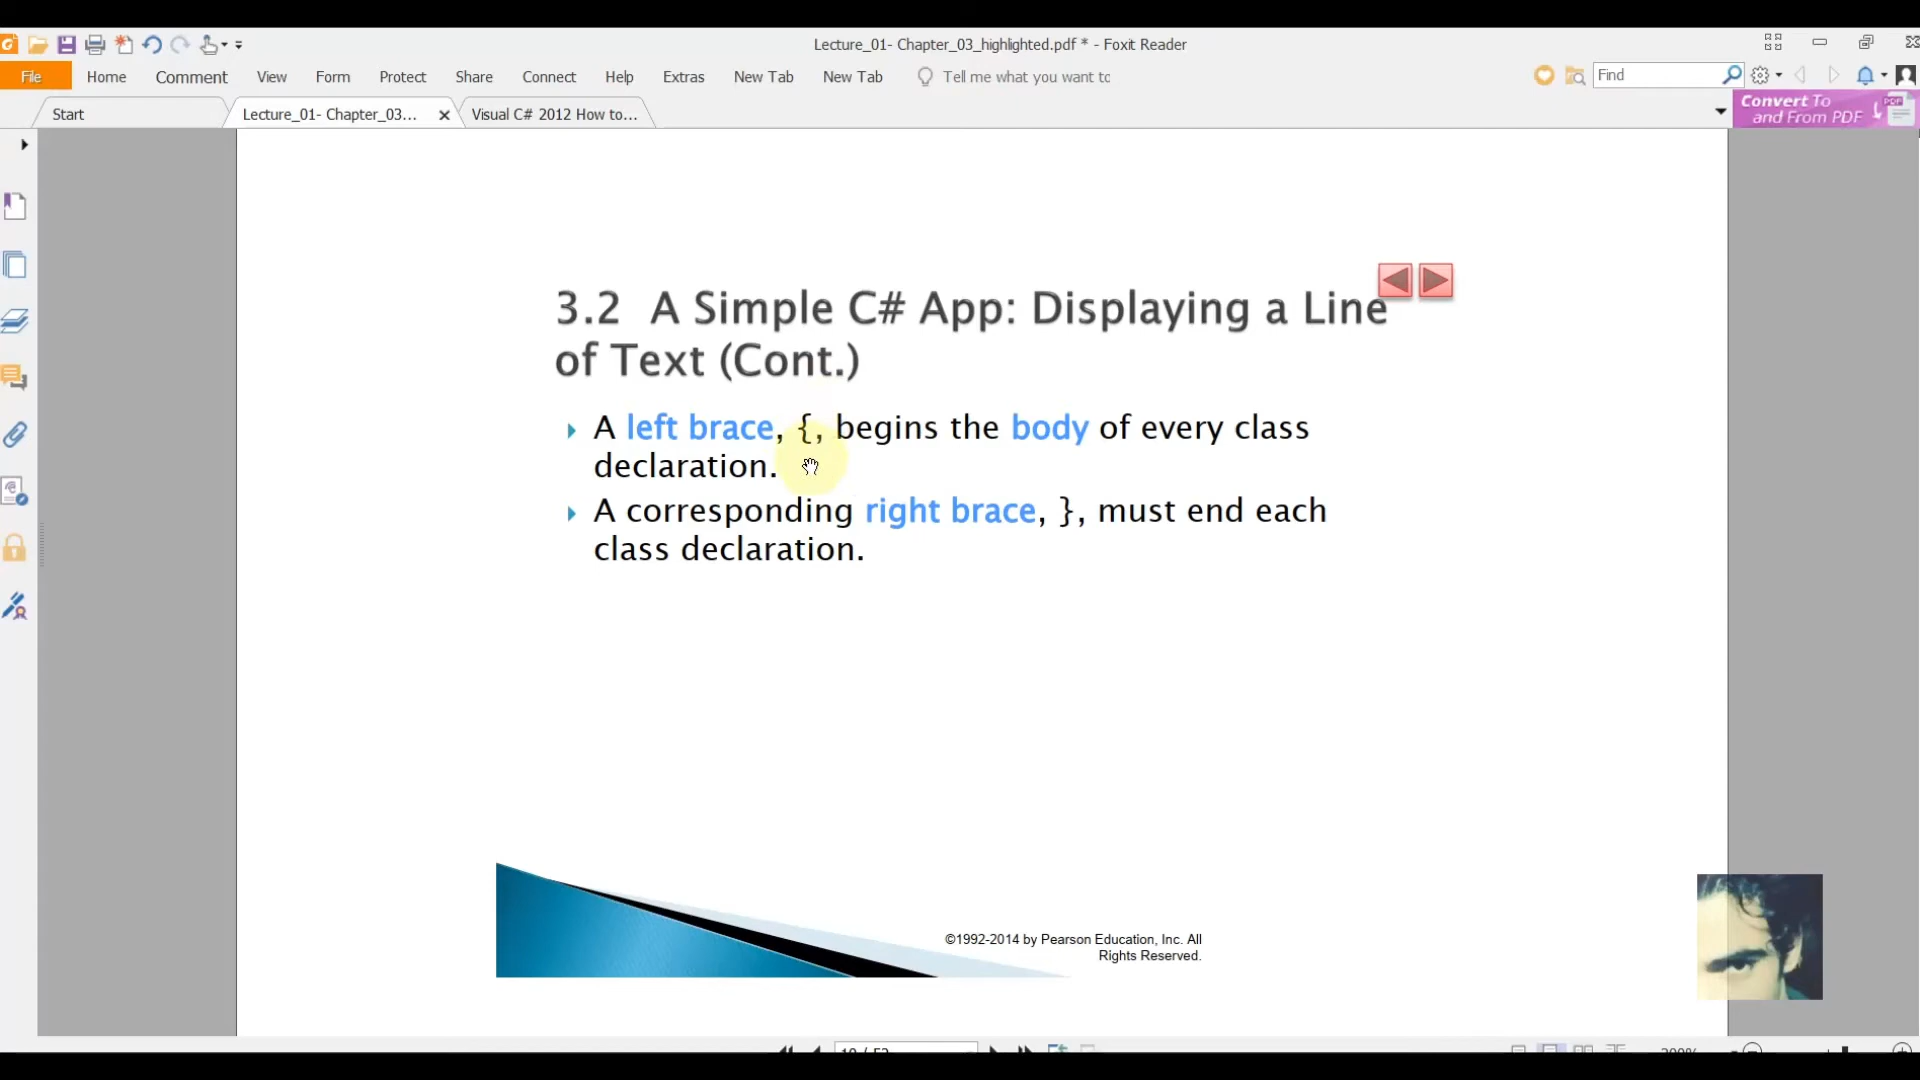 Lecture_01- Chapter_03_highlighted.pdf * - Foxit Reader
File Home Comment View Form Protect Share Connect Help Extras New Tab New Tab Tell me what you want to Find
Start Lecture_01- Chapter_03... Visual C# 2012 How to...
Convert To
and From PDF
PDF
3.2 A Simple C# App: Displaying a Line
of Text (Cont.)
A left brace, {, begins the body of every class
declaration.
A corresponding right brace, }, must end each
class declaration.
©1992-2014 by Pearson Education, Inc. All
Rights Reserved.